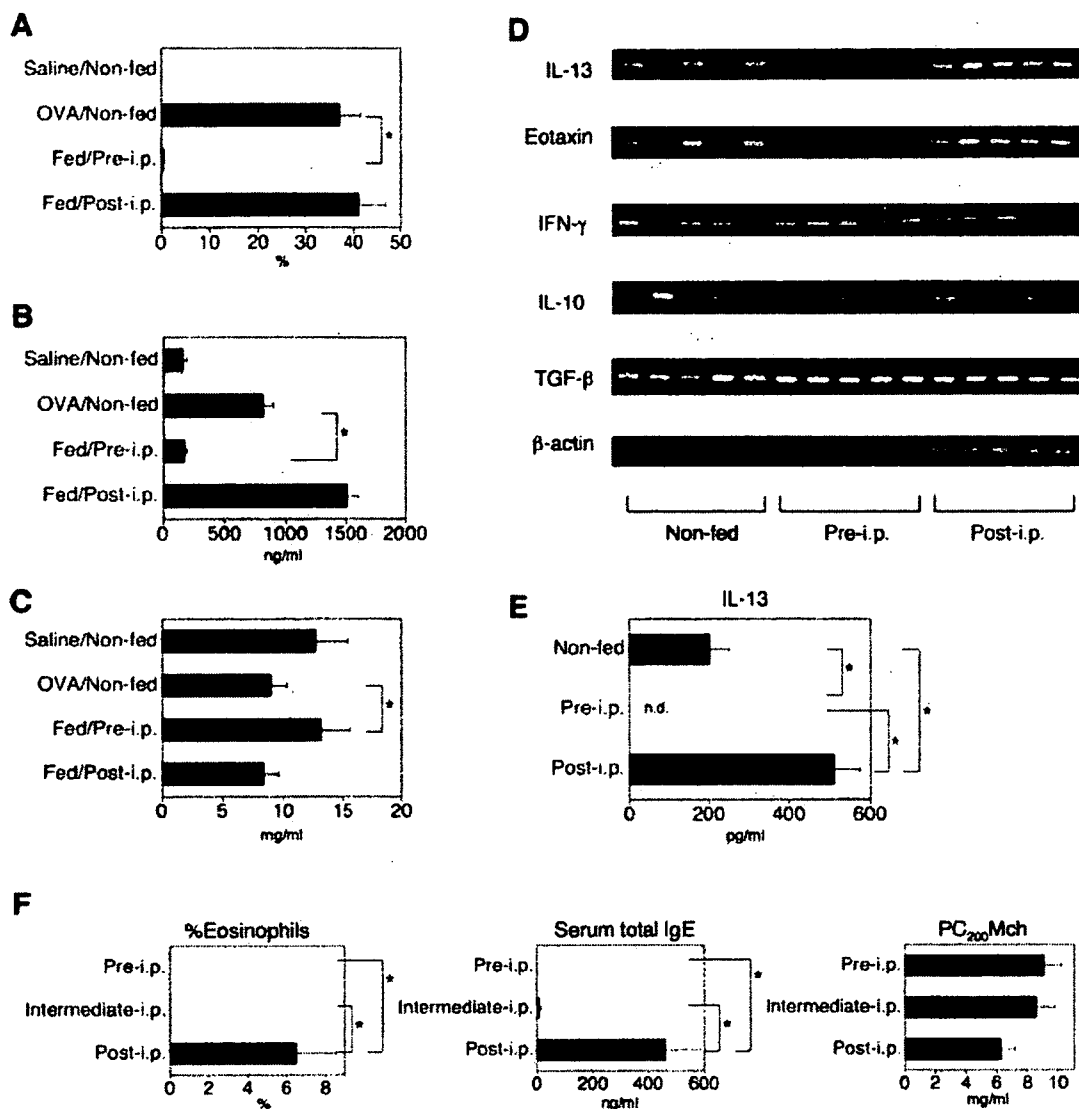 A
Saline/Non-fed
OVA/Non-fed
Fed/Pre-i.p.
Fed/Post-i.p.
*
0 10 20 30 40 50
%
B
Saline/Non-fed
OVA/Non-fed
Fed/Pre-i.p.
Fed/Post-i.p.
*
0 500 1000 1500 2000
ng/ml
C
Saline/Non-fed
OVA/Non-fed
Fed/Pre-i.p.
Fed/Post-i.p.
*
0 5 10 15 20
mg/ml
D
IL-13
Eotaxin
IFN-γ
IL-10
TGF-β
β-actin
Non-fed Pre-i.p. Post-i.p.
E
IL-13
Non-fed
Pre-i.p.
n.d.
Post-i.p.
* * *
0 200 400 600
pg/ml
F
%Eosinophils
Pre-i.p.
Intermediate-i.p.
Post-i.p.
* *
0 2 4 6 8
%
Serum total IgE
Pre-i.p.
Intermediate-i.p.
Post-i.p.
* *
0 200 400 600
ng/ml
PC200Mch
Pre-i.p.
Intermediate-i.p.
Post-i.p.
0 2 4 6 8 10
mg/ml